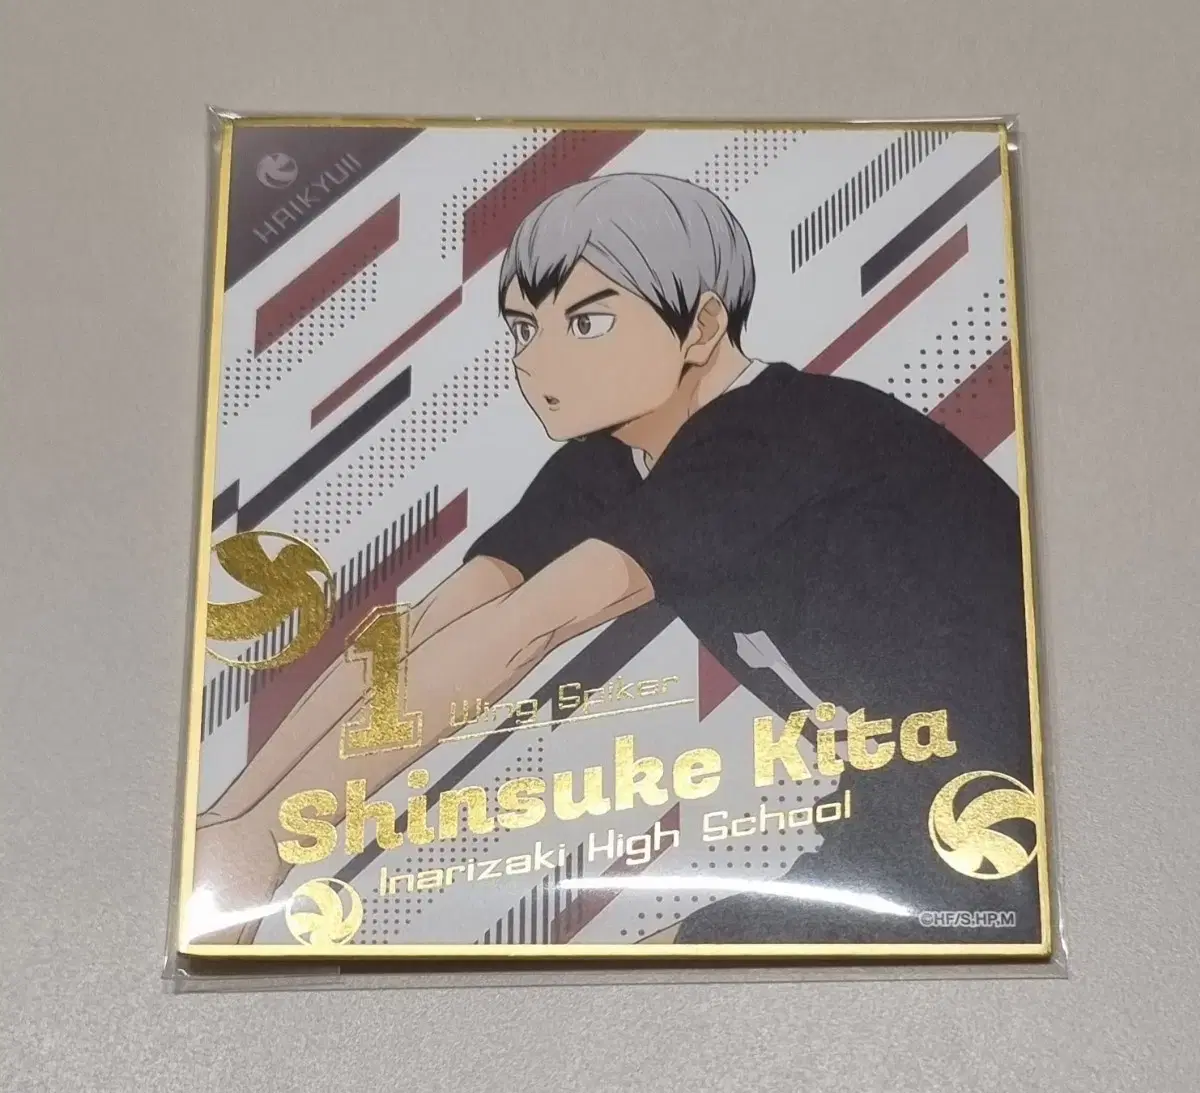 HAIKYU!!
1
Wing Spiker
Shinsuke Kita
Inarizaki High School
©HF/S,HP,M